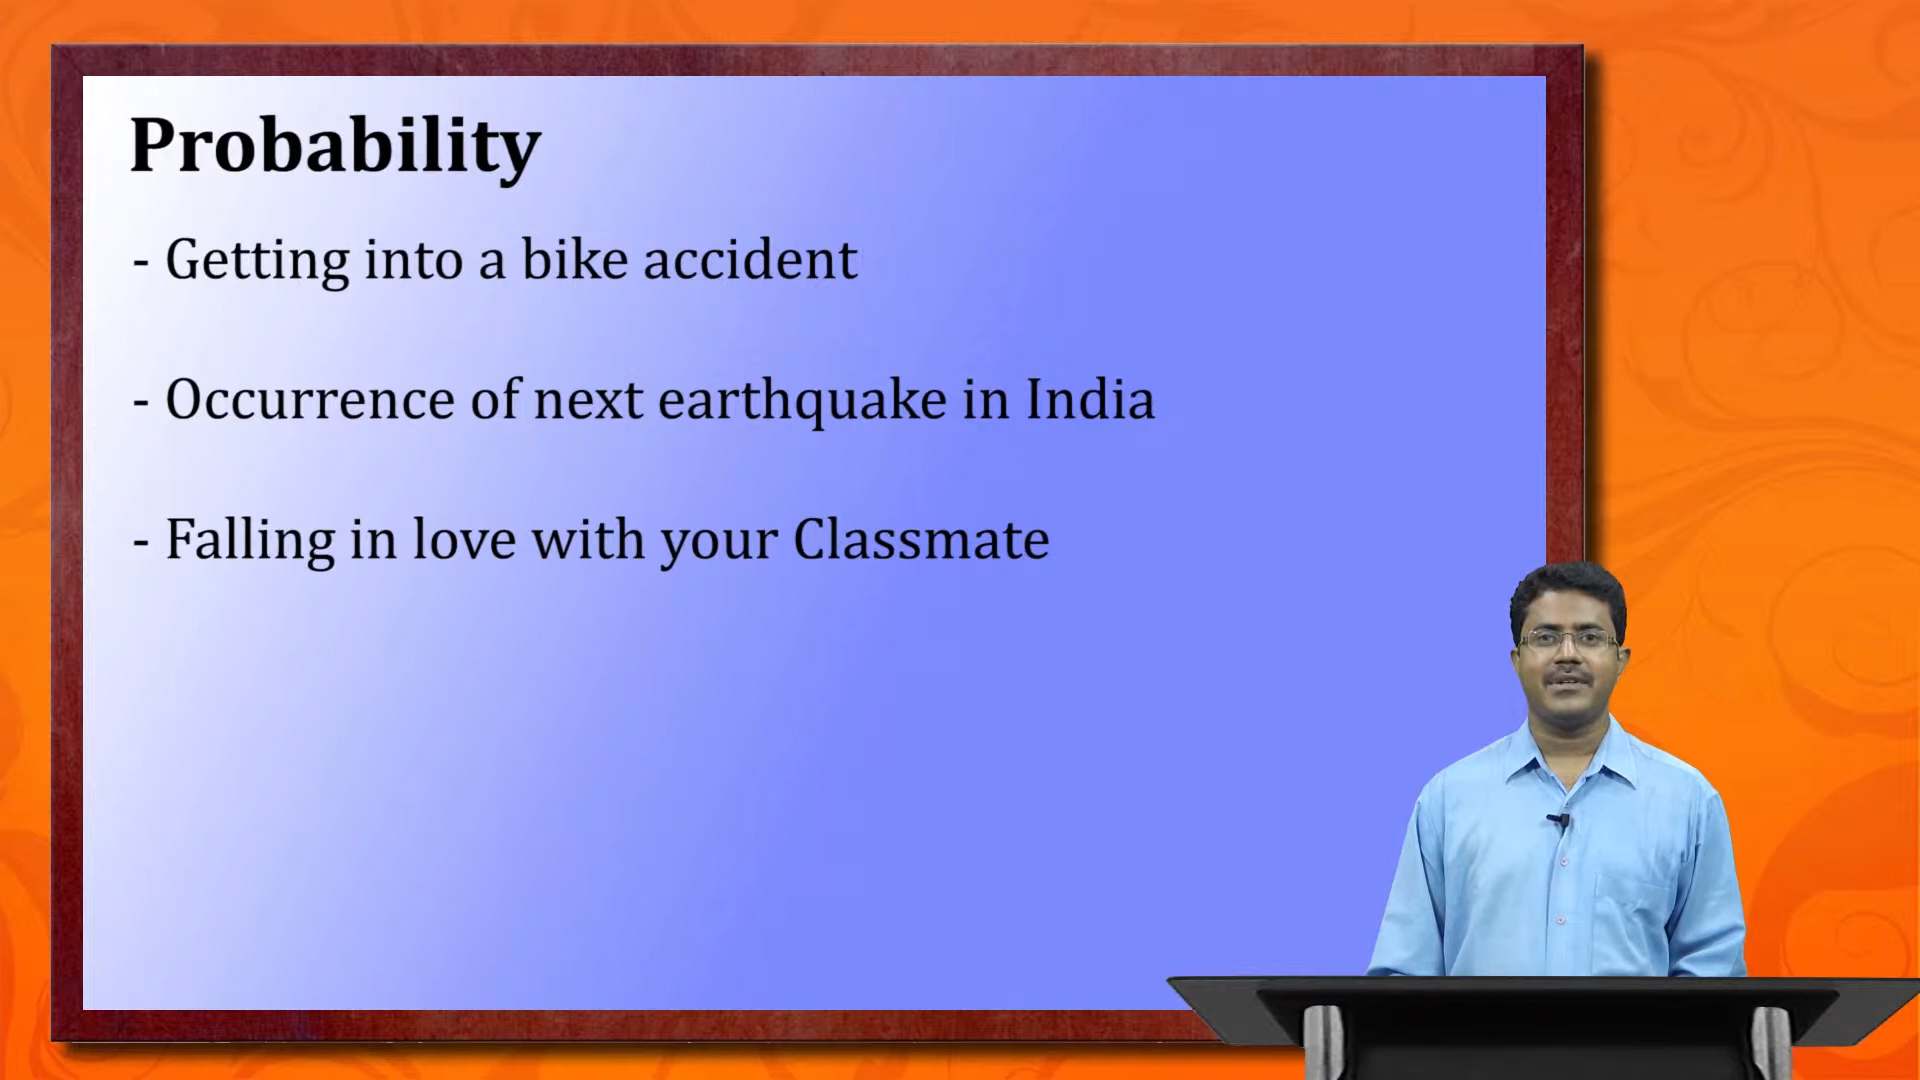 Probability
- Getting into a bike accident
- Occurrence of next earthquake in India
- Falling in love with your Classmate